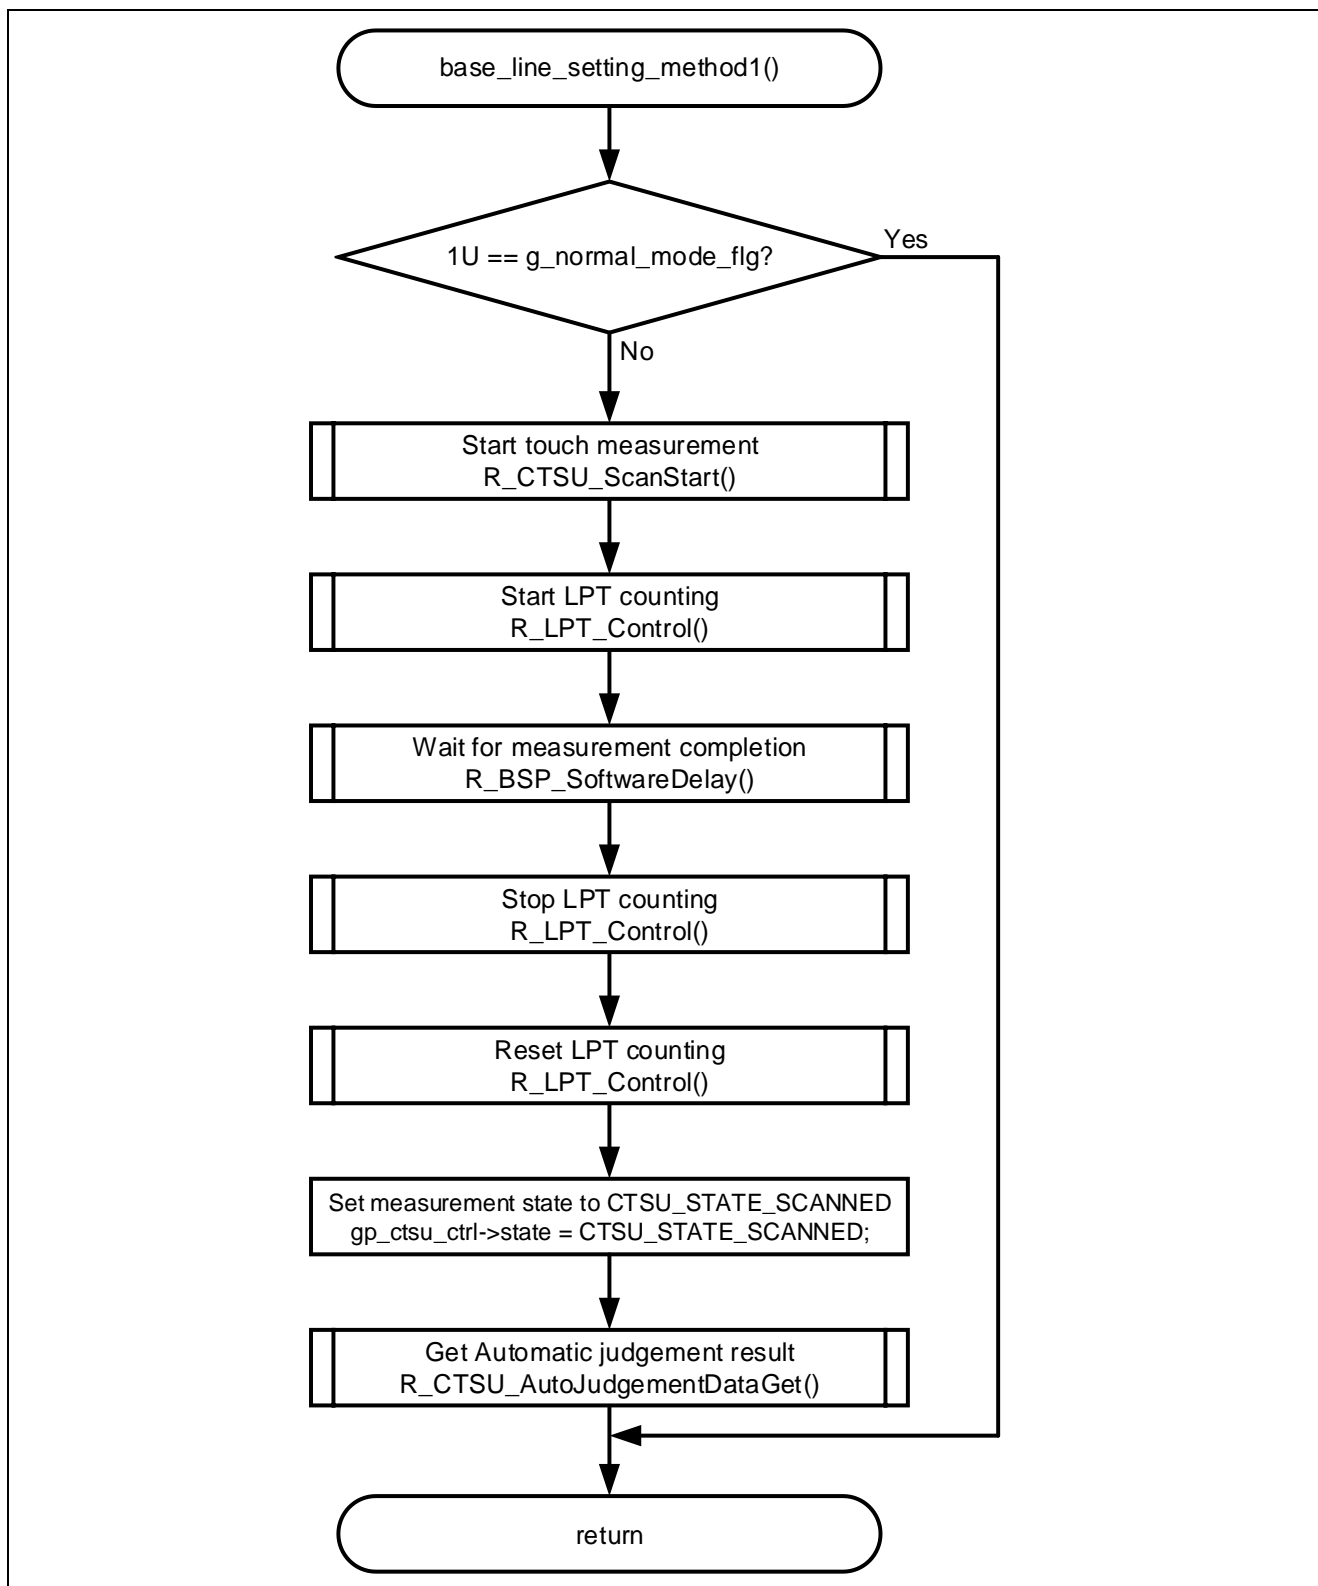 base_line_setting_method1()
1U == g_normal_mode_flg?
Yes
No
Start touch measurement
R_CTSU_ScanStart()
Start LPT counting
R_LPT_Control()
Wait for measurement completion
R_BSP_SoftwareDelay()
Stop LPT counting
R_LPT_Control()
Reset LPT counting
R_LPT_Control()
Set measurement state to CTSU_STATE_SCANNED
gp_ctsu_ctrl->state = CTSU_STATE_SCANNED;
Get Automatic judgement result
R_CTSU_AutoJudgementDataGet()
return